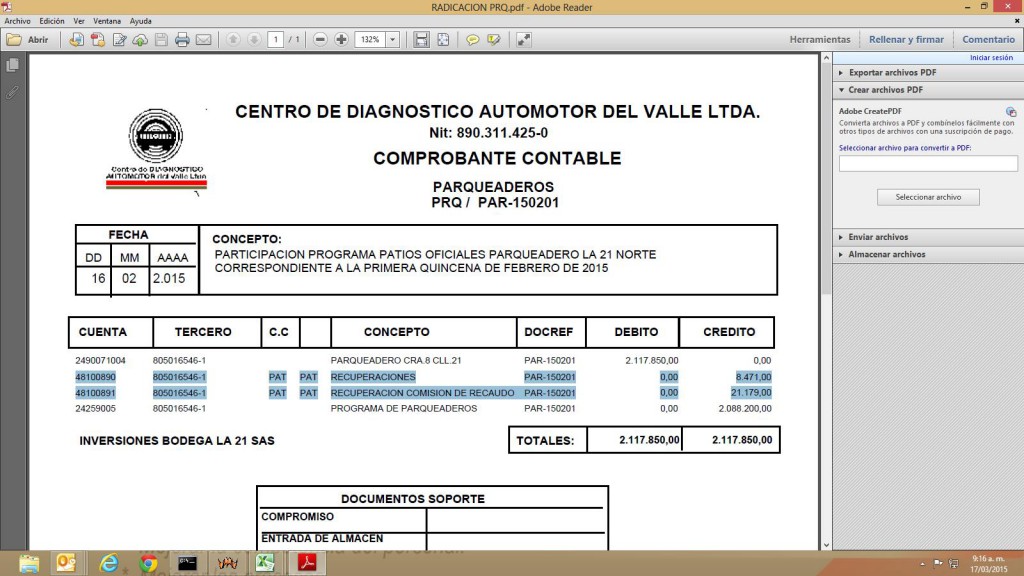 RADICACION PRQ.pdf - Adobe Reader
Archivo Edición Ver Ventana Ayuda
Abrir 1 / 1 132% Herramientas Rellenar y firmar Comentario
Iniciar sesión
Exportar archivos PDF
Crear archivos PDF
Adobe CreatePDF
Convierta archivos a PDF y combínelos fácilmente con
otros tipos de archivos con una suscripción de pago.
Seleccionar archivo para convertir a PDF:
Seleccionar archivo
Enviar archivos
Almacenar archivos
CENTRO DE DIAGNOSTICO AUTOMOTOR DEL VALLE LTDA.
Nit: 890.311.425-0
COMPROBANTE CONTABLE
Centro de DIAGNOSTICO
AUTOMOTOR del Valle Ltda
PARQUEADEROS
PRQ / PAR-150201
FECHA
DD MM AAAA
16 02 2.015
CONCEPTO:
PARTICIPACION PROGRAMA PATIOS OFICIALES PARQUEADERO LA 21 NORTE
CORRESPONDIENTE A LA PRIMERA QUINCENA DE FEBRERO DE 2015
CUENTA TERCERO C.C CONCEPTO DOCREF DEBITO CREDITO
2490071004 805016546-1 PARQUEADERO CRA.8 CLL.21 PAR-150201 2.117.850,00 0,00
48100890 805016546-1 PAT PAT RECUPERACIONES PAR-150201 0,00 8.471,00
48100891 805016546-1 PAT PAT RECUPERACION COMISION DE RECAUDO PAR-150201 0,00 21.179,00
24259005 805016546-1 PROGRAMA DE PARQUEADEROS PAR-150201 0,00 2.088.200,00
INVERSIONES BODEGA LA 21 SAS TOTALES: 2.117.850,00 2.117.850,00
DOCUMENTOS SOPORTE
COMPROMISO
ENTRADA DE ALMACEN
9:16 a. m.
17/03/2015